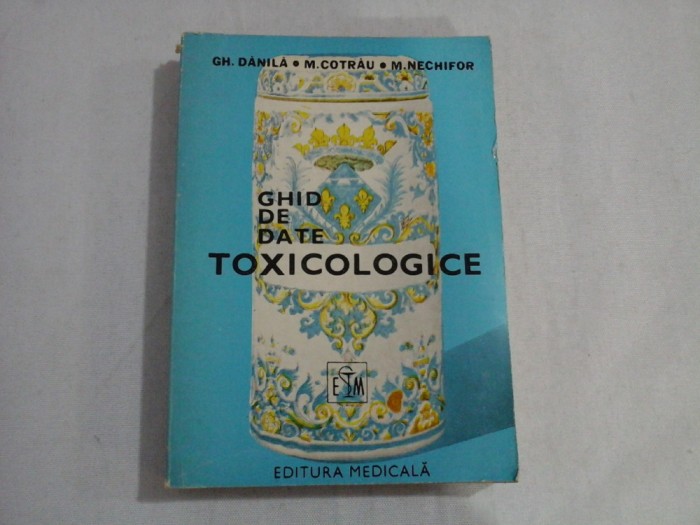 GH. DĂNILĂ • M. COTRĂU • M. NECHIFOR
GHID
DE
DATE
TOXICOLOGICE
E M
EDITURA MEDICALĂ